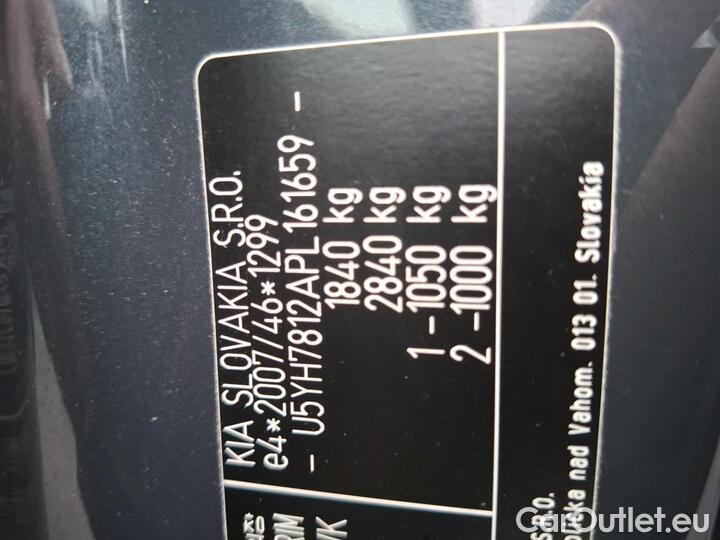 KIA SLOVAKIA S.R.O.
e4*2007/46*1299
- U5YH7812APL161659 -
1840 kg
2840 kg
1 -1050 kg
2 -1000 kg
s.r.o.
nad Vahom. 013 01. Slovakia
CarOutlet.eu